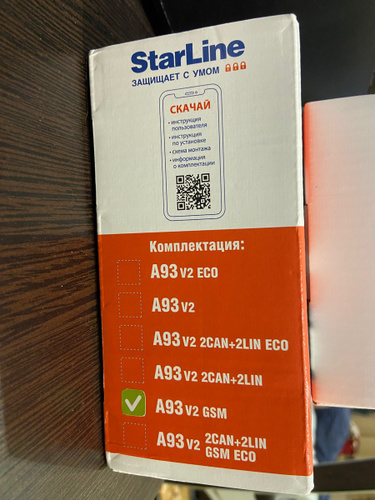 StarLine
ЗАЩИЩАЕТ С УМОМ
СКАЧАЙ
• инструкция
пользователя
• инструкция
по установке
• схема монтажа
• информация
о комплектации
Комплектация:
A93 V2 ECO
A93 V2
A93 V2 2CAN+2LIN ECO
A93 V2 2CAN+2LIN
A93 V2 GSM
A93 V2 2CAN+2LIN
GSM ECO